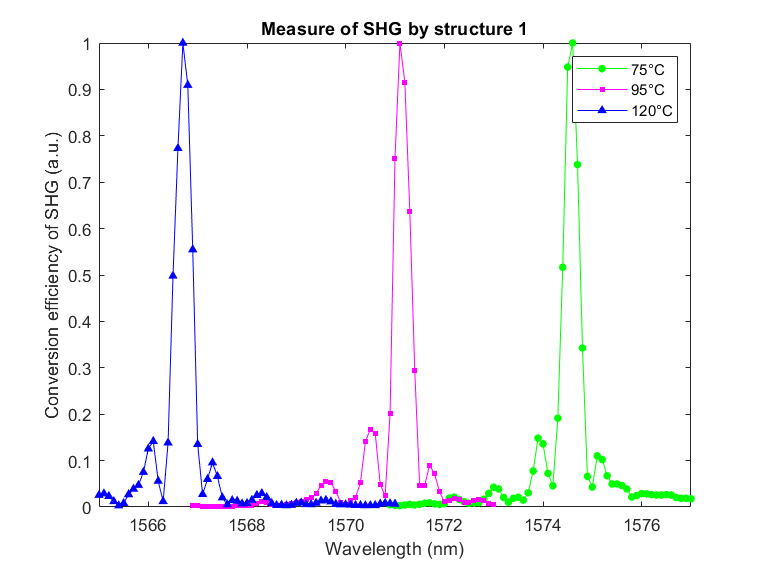 Measure of SHG by structure 1
Conversion efficiency of SHG (a.u.)
1
0.9
0.8
0.7
0.6
0.5
0.4
0.3
0.2
0.1
0
75°C
95°C
120°C
1566
1568
1570
1572
1574
1576
Wavelength (nm)